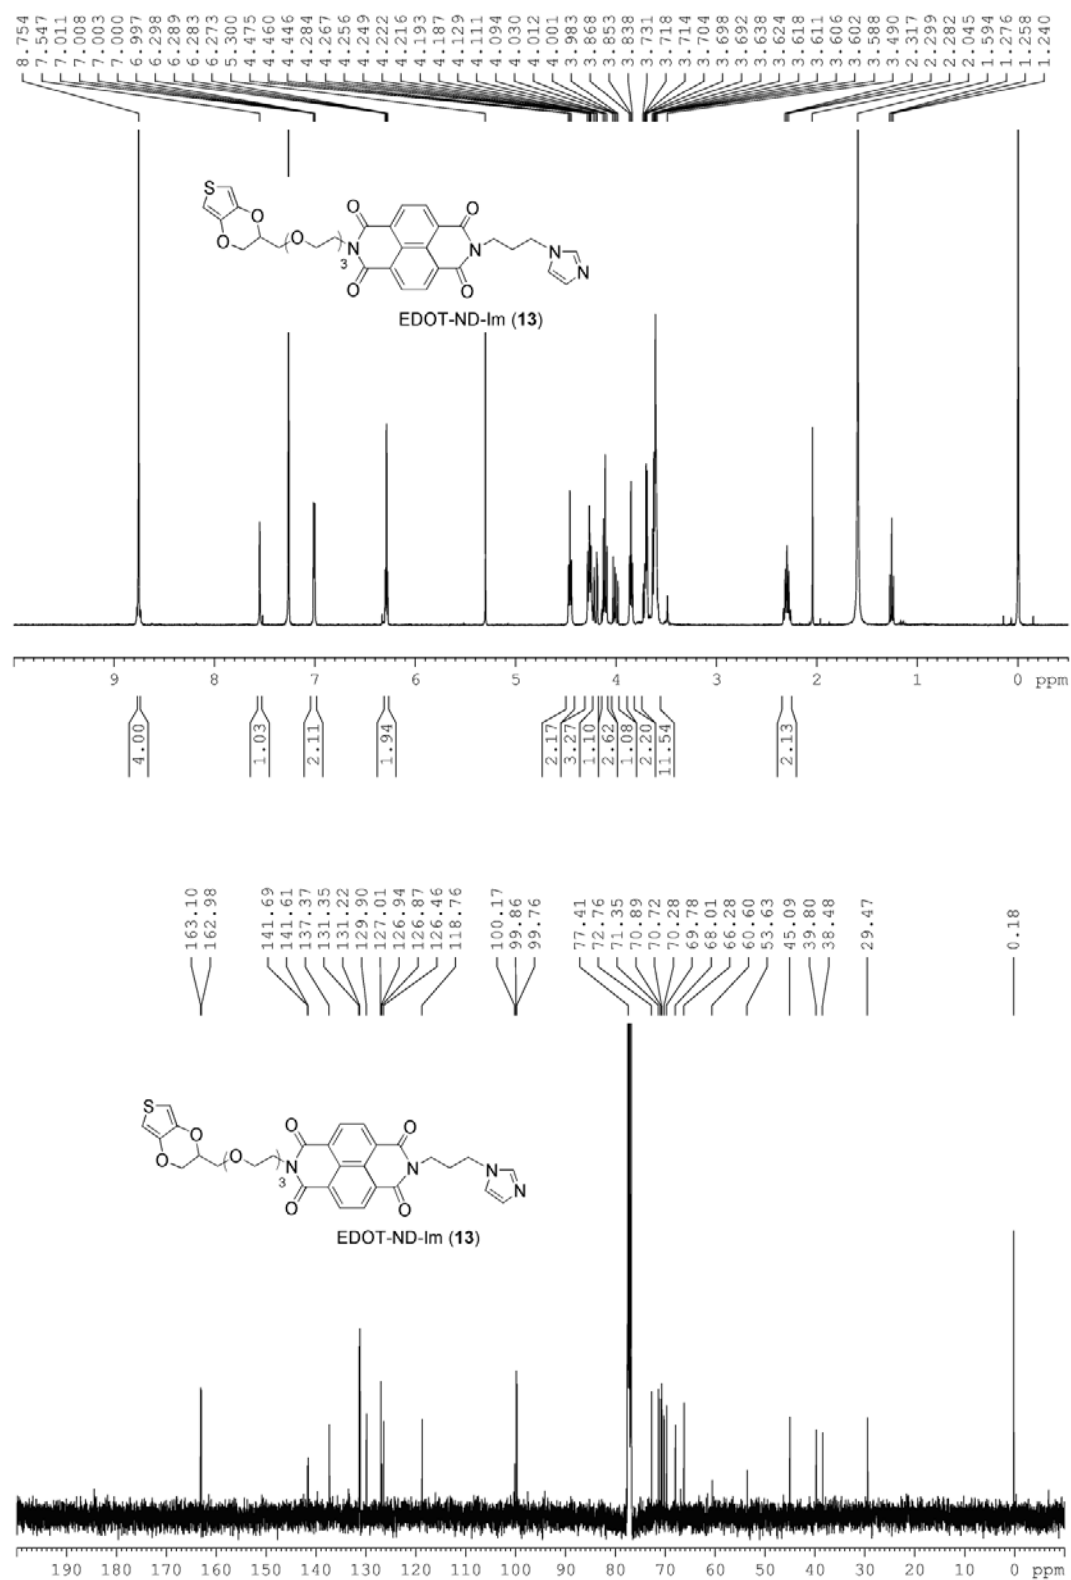 8.754 7.547 7.011 7.008 7.003 7.000 6.997 6.298 6.289 6.283 6.273 5.300 4.475 4.460 4.446 4.284 4.267 4.256 4.249 4.222 4.216 4.193 4.187 4.129 4.111 4.094 4.030 4.012 4.001 3.983 3.868 3.853 3.838 3.731 3.718 3.714 3.704 3.698 3.692 3.638 3.624 3.618 3.611 3.606 3.602 3.588 3.490 2.317 2.299 2.282 2.045 1.594 1.276 1.258 1.240
S O O O 3 O O N O O N N N
EDOT-ND-Im (13)
9 8 7 6 5 4 3 2 1 0 ppm
4.00 1.03 2.11 1.94 2.17 3.27 1.10 2.62 1.08 2.20 11.54 2.13
163.10 162.98 141.69 141.61 137.37 131.35 131.22 129.90 127.01 126.94 126.87 126.46 118.76 100.17 99.86 99.76 77.41 72.76 71.35 70.89 70.72 70.28 69.78 68.01 66.28 60.60 53.63 45.09 39.80 38.48 29.47 0.18
S O O O 3 O O N O O N N N
EDOT-ND-Im (13)
190 180 170 160 150 140 130 120 110 100 90 80 70 60 50 40 30 20 10 0 ppm